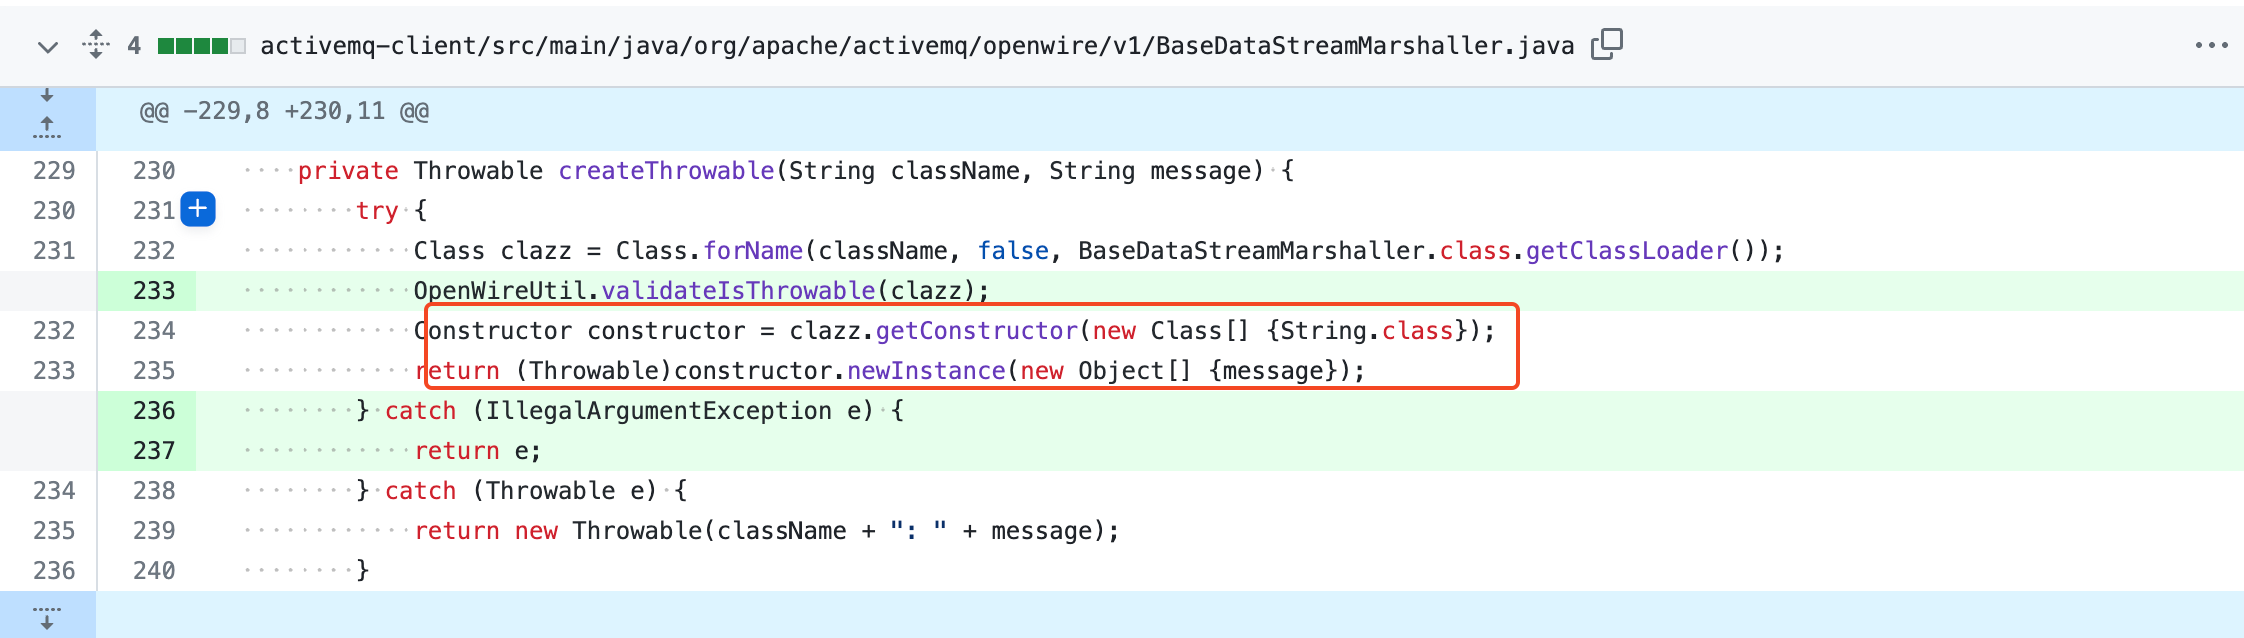 4 activemq-client/src/main/java/org/apache/activemq/openwire/v1/BaseDataStreamMarshaller.java
@@ -229,8 +230,11 @@
229 230 private Throwable createThrowable(String className, String message) {
230 231 try {
231 232 Class clazz = Class.forName(className, false, BaseDataStreamMarshaller.class.getClassLoader());
233 OpenWireUtil.validateIsThrowable(clazz);
232 234 Constructor constructor = clazz.getConstructor(new Class[] {String.class});
233 235 return (Throwable)constructor.newInstance(new Object[] {message});
236 } catch (IllegalArgumentException e) {
237 return e;
234 238 } catch (Throwable e) {
235 239 return new Throwable(className + ": " + message);
236 240 }